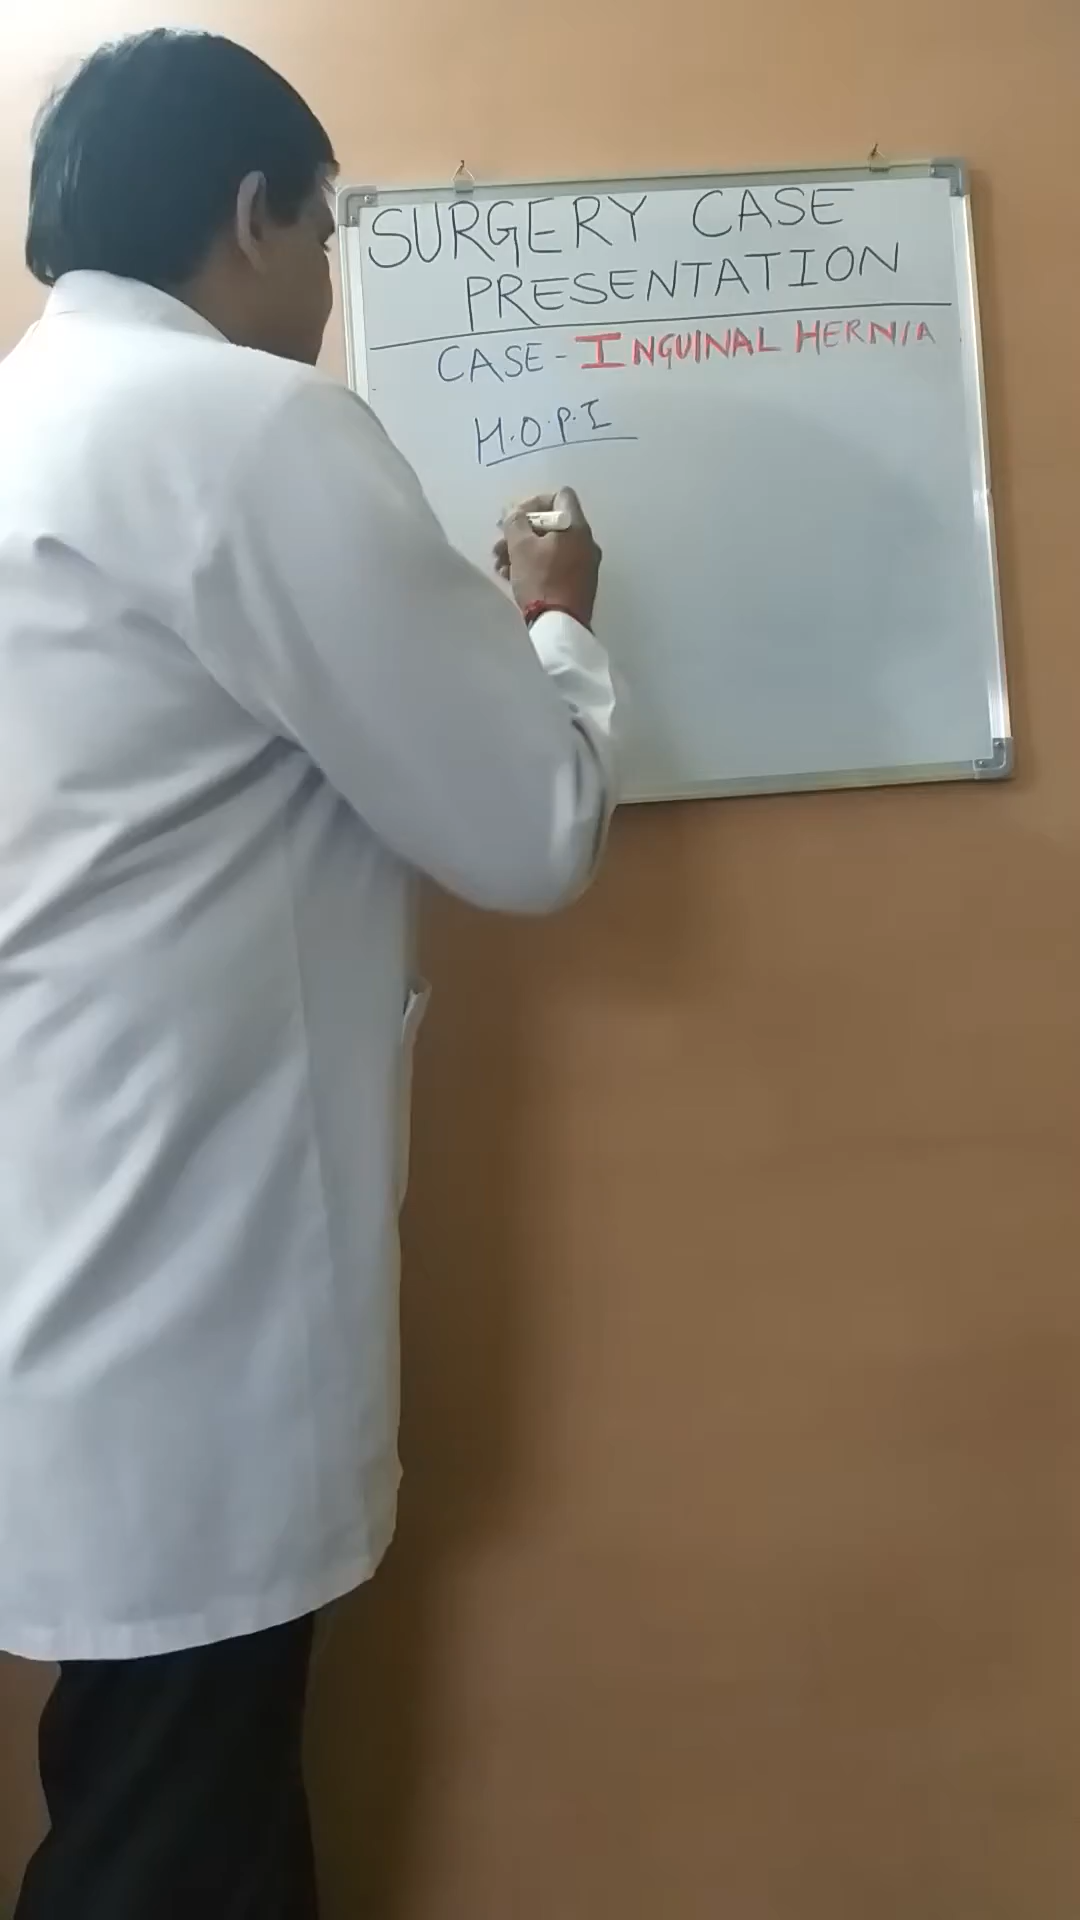 SURGERY CASE
PRESENTATION
CASE - INGUINAL HERNIA
H.O.P.I